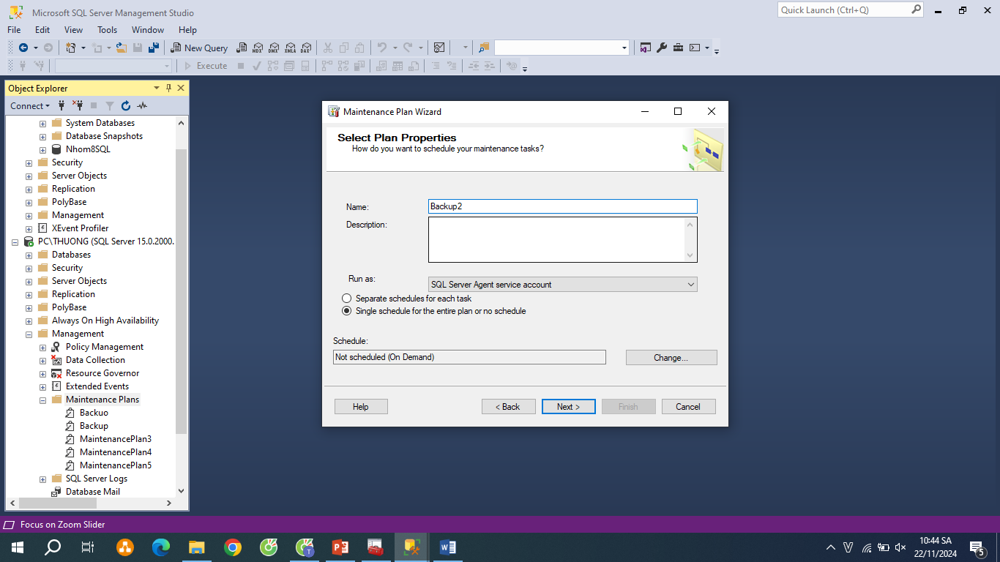 Microsoft SQL Server Management Studio
Quick Launch (Ctrl+Q)
File Edit View Tools Window Help
New Query MDX DMX XMLA DAX
Execute
Object Explorer
Connect
System Databases
Database Snapshots
Nhom8SQL
Security
Server Objects
Replication
PolyBase
Management
XEvent Profiler
PC\THUONG (SQL Server 15.0.2000.
Databases
Security
Server Objects
Replication
PolyBase
Always On High Availability
Management
Policy Management
Data Collection
Resource Governor
Extended Events
Maintenance Plans
Backuo
Backup
MaintenancePlan3
MaintenancePlan4
MaintenancePlan5
SQL Server Logs
Database Mail
Maintenance Plan Wizard
Select Plan Properties
How do you want to schedule your maintenance tasks?
Name: Backup2
Description:
Run as: SQL Server Agent service account
Separate schedules for each task
Single schedule for the entire plan or no schedule
Schedule:
Not scheduled (On Demand) Change...
Help < Back Next > Finish Cancel
Focus on Zoom Slider
10:44 SA
22/11/2024
5